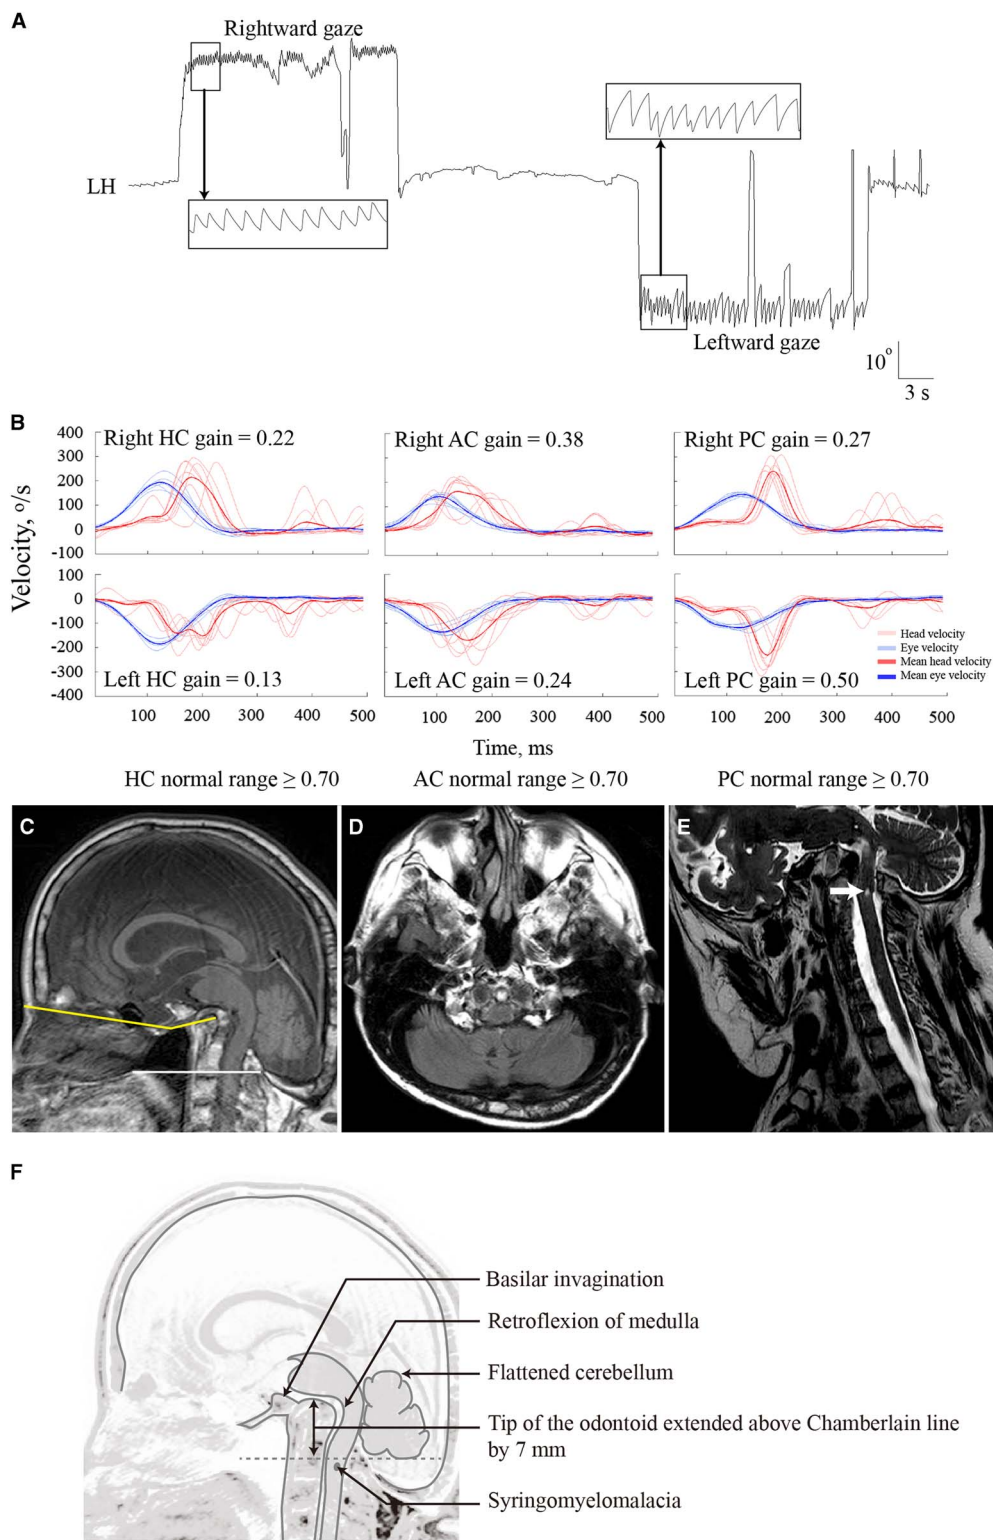 A
Rightward gaze
LH
Leftward gaze
10°
3 s
B
Velocity, o/s
400
300
200
100
0
-100
Right HC gain = 0.22
Right AC gain = 0.38
Right PC gain = 0.27
100
0
-100
-200
-300
-400
Left HC gain = 0.13
Left AC gain = 0.24
Left PC gain = 0.50
Head velocity
Eye velocity
Mean head velocity
Mean eye velocity
100 200 300 400 500
100 200 300 400 500
100 200 300 400 500
Time, ms
HC normal range ≥ 0.70
AC normal range ≥ 0.70
PC normal range ≥ 0.70
C
D
E
F
Basilar invagination
Retroflexion of medulla
Flattened cerebellum
Tip of the odontoid extended above Chamberlain line
by 7 mm
Syringomyelomalacia